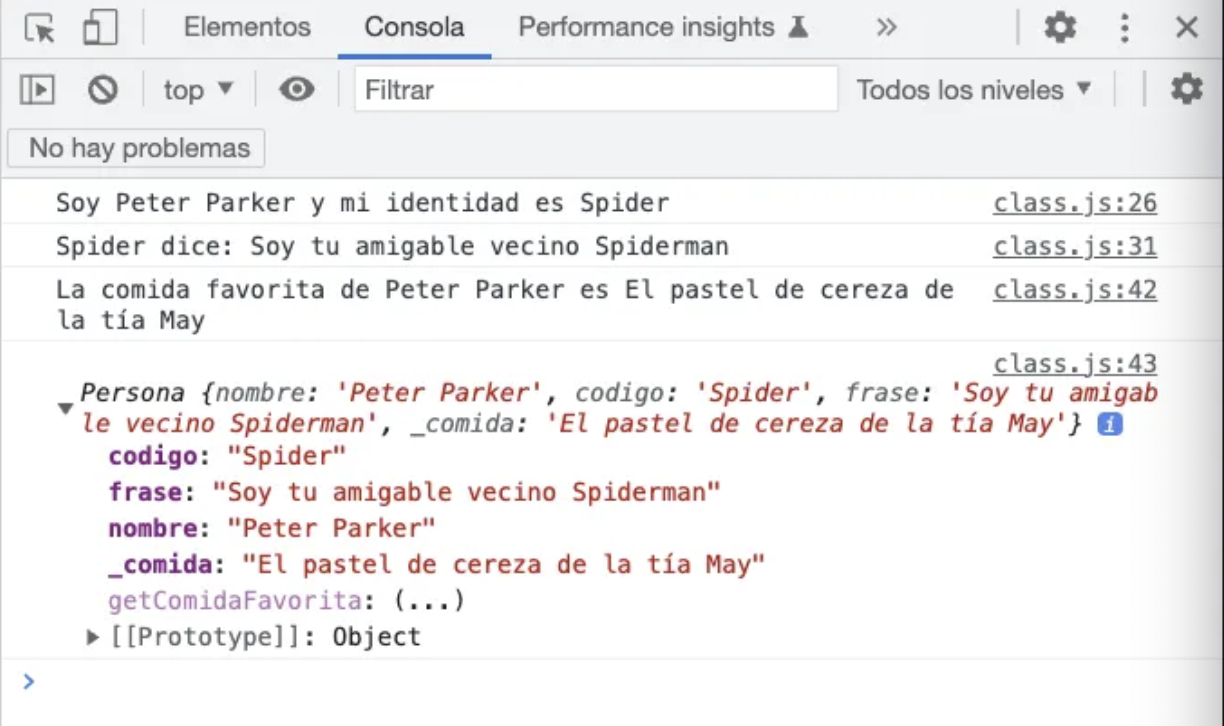 Elementos Consola Performance insights
top Filtrar Todos los niveles
No hay problemas
Soy Peter Parker y mi identidad es Spider class.js:26
Spider dice: Soy tu amigable vecino Spiderman class.js:31
La comida favorita de Peter Parker es El pastel de cereza de class.js:42
la tía May
class.js:43
Persona {nombre: 'Peter Parker', codigo: 'Spider', frase: 'Soy tu amigab
le vecino Spiderman', _comida: 'El pastel de cereza de la tía May'} i
codigo: "Spider"
frase: "Soy tu amigable vecino Spiderman"
nombre: "Peter Parker"
_comida: "El pastel de cereza de la tía May"
getComidaFavorita: (...)
[[Prototype]]: Object